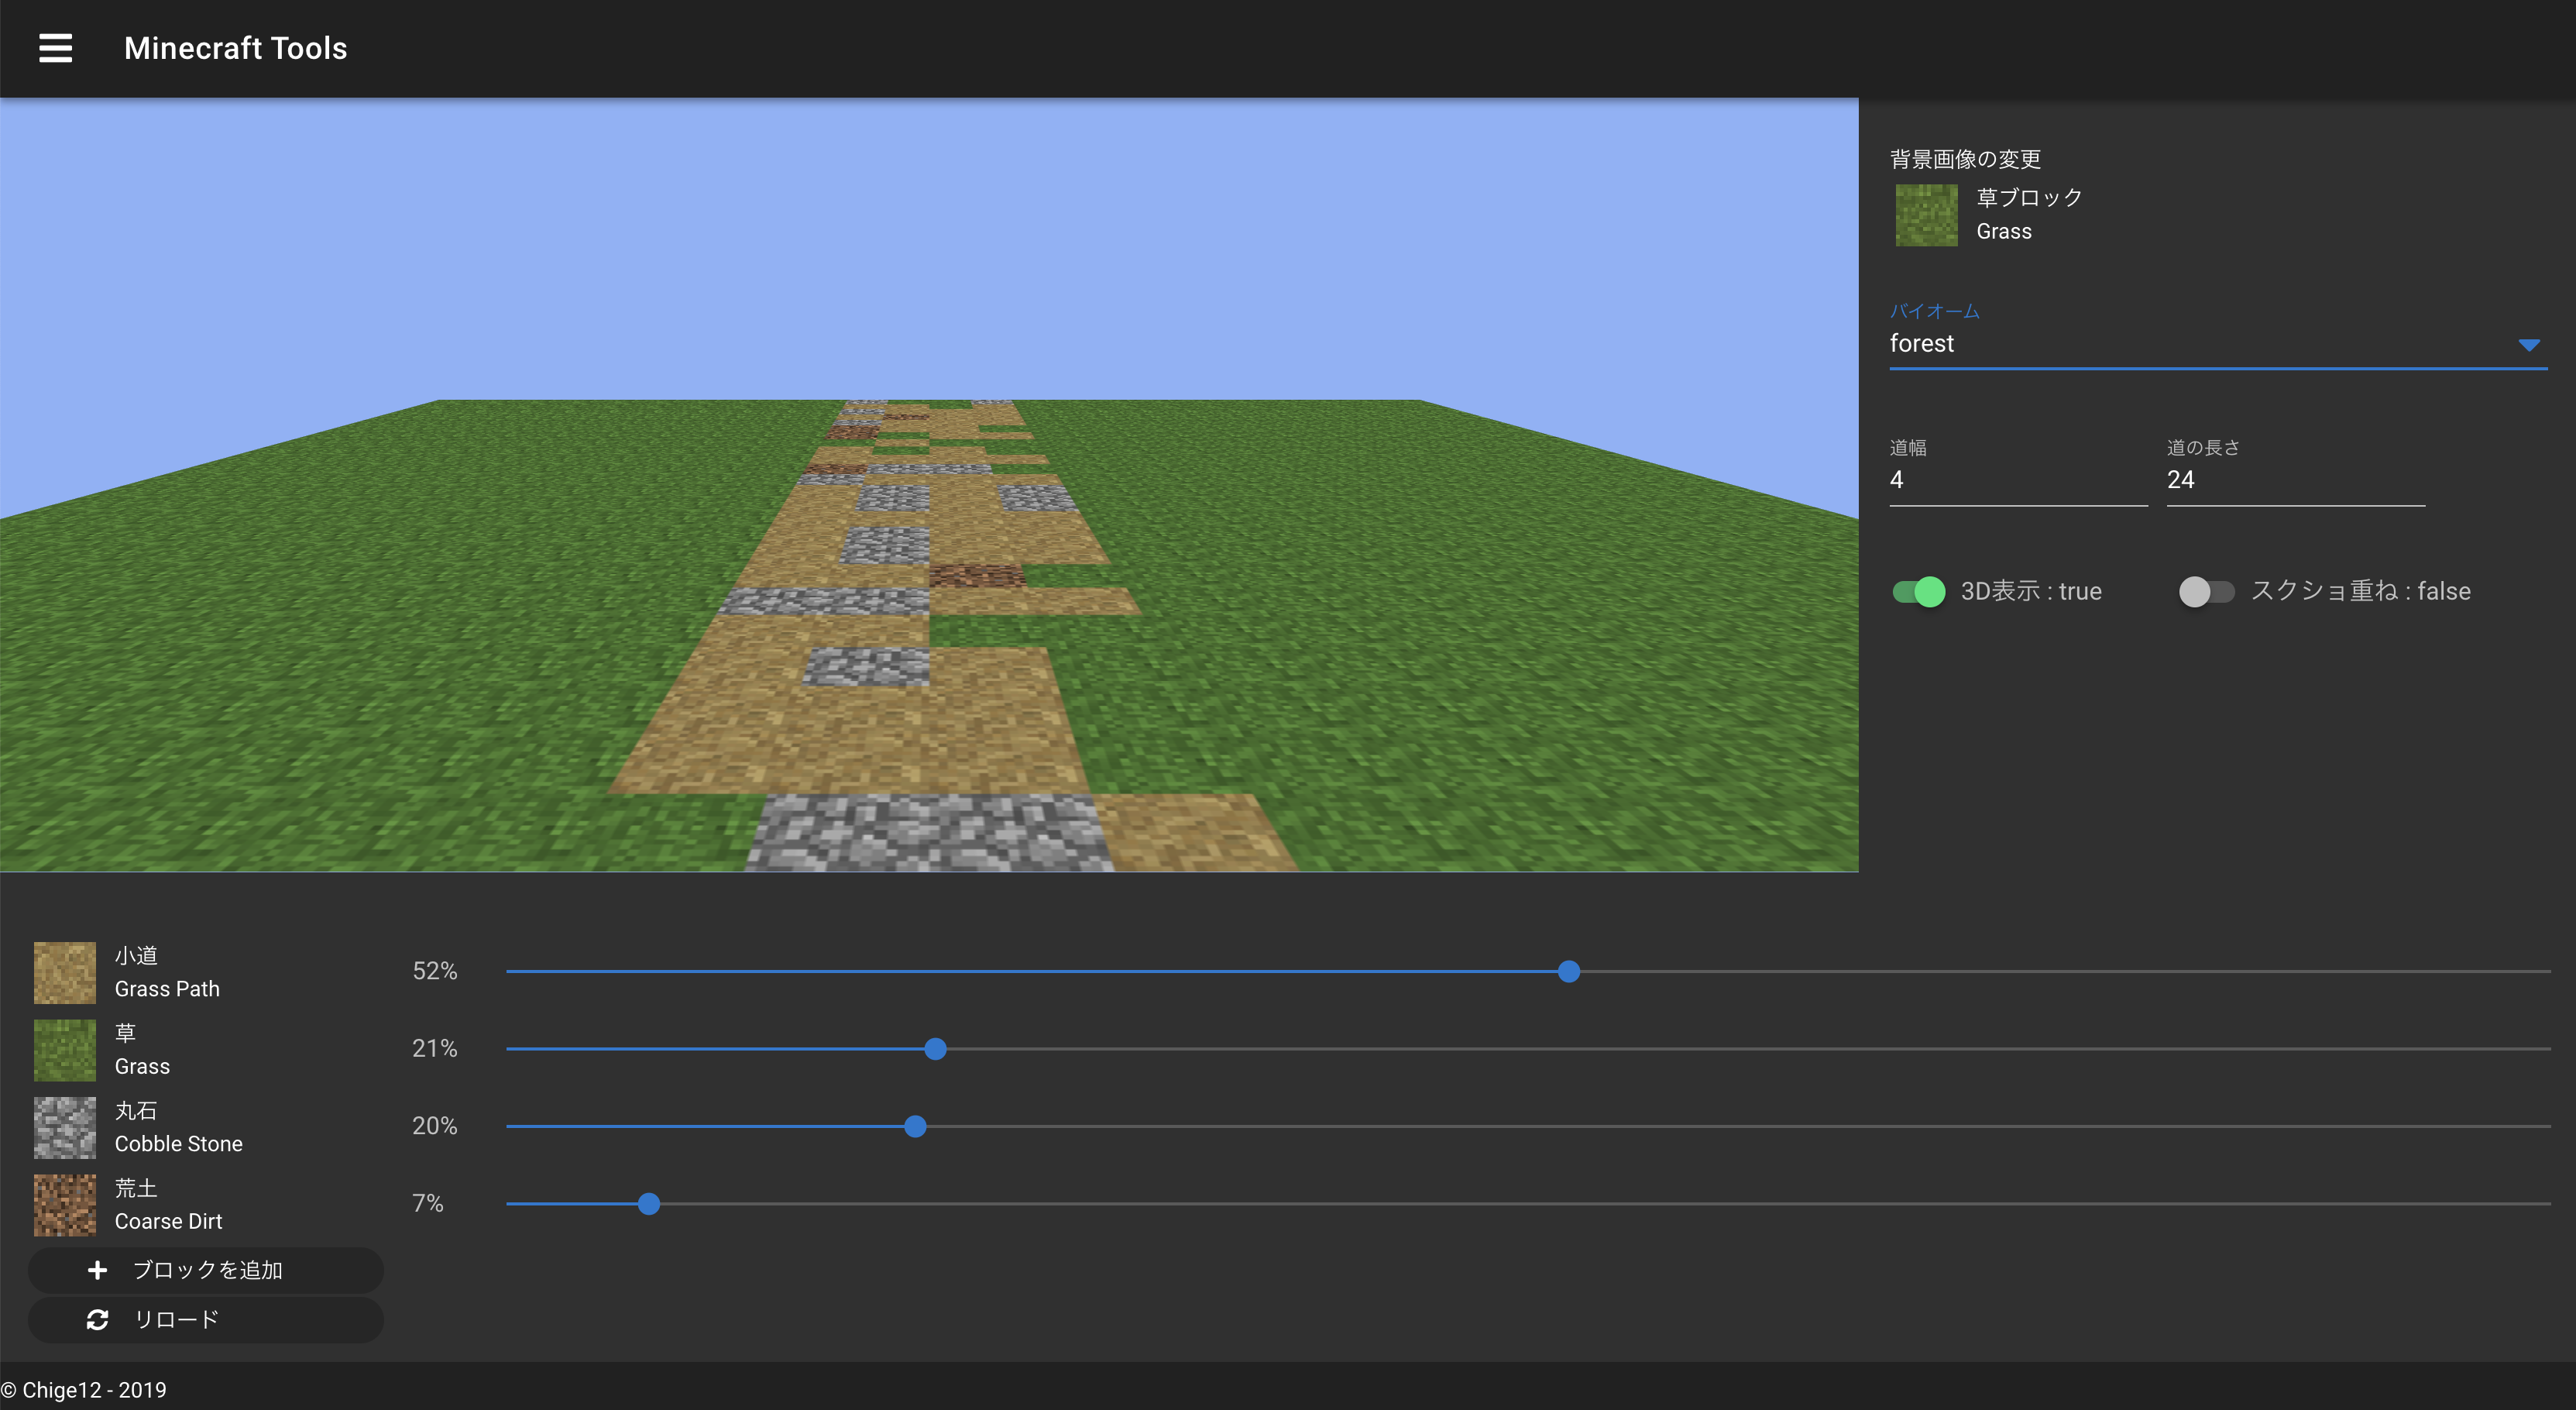 Minecraft Tools
背景画像の変更
草ブロック
Grass
バイオーム
forest
道幅
4
道の長さ
24
3D表示 : true
スクショ重ね : false
小道
Grass Path
52%
草
Grass
21%
丸石
Cobble Stone
20%
荒土
Coarse Dirt
7%
ブロックを追加
リロード
© Chige12 - 2019